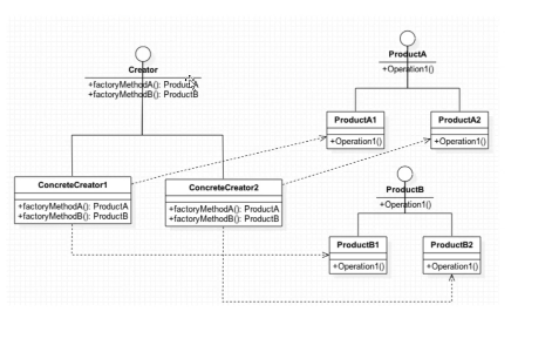 Creator
+factoryMethodA(): ProductA
+factoryMethodB(): ProductB
ProductA
+Operation1()
ProductA1
+Operation1()
ProductA2
+Operation1()
ConcreteCreator1
+factoryMethodA(): ProductA
+factoryMethodB(): ProductB
ConcreteCreator2
+factoryMethodA(): ProductA
+factoryMethodB(): ProductB
ProductB
+Operation1()
ProductB1
+Operation1()
ProductB2
+Operation1()